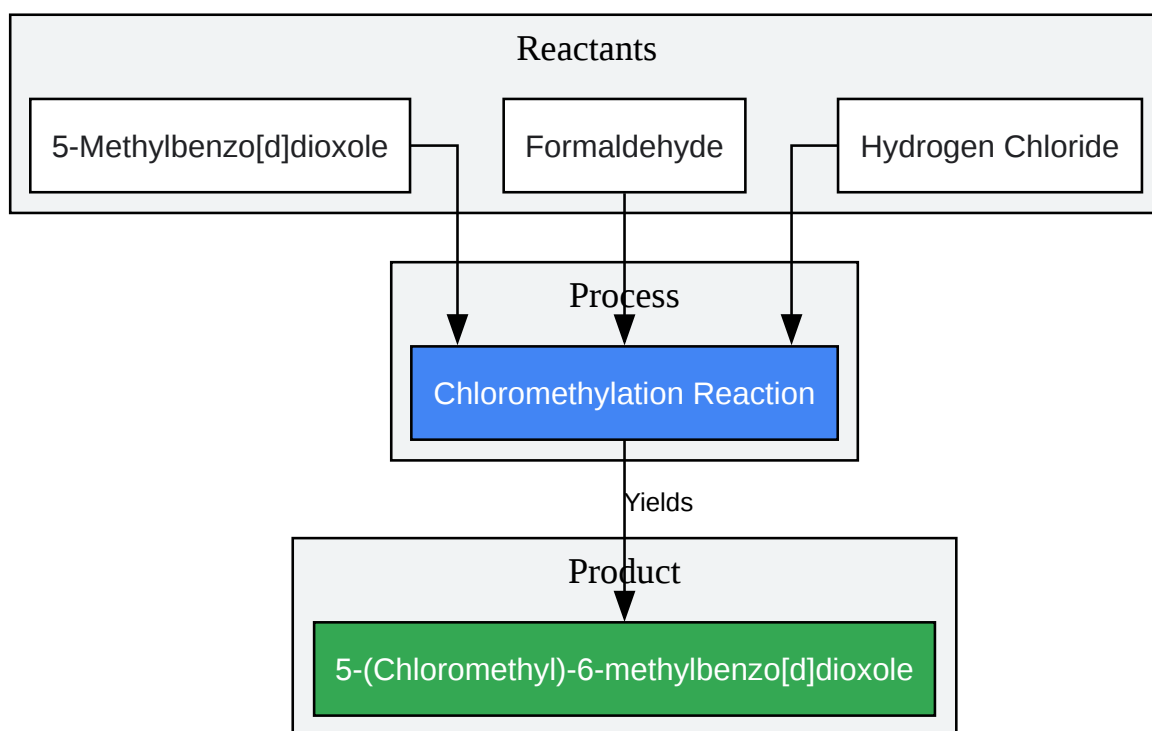 Reactants
5-Methylbenzo[d]dioxole
Formaldehyde
Hydrogen Chloride
Process
Chloromethylation Reaction
Yields
Product
5-(Chloromethyl)-6-methylbenzo[d]dioxole